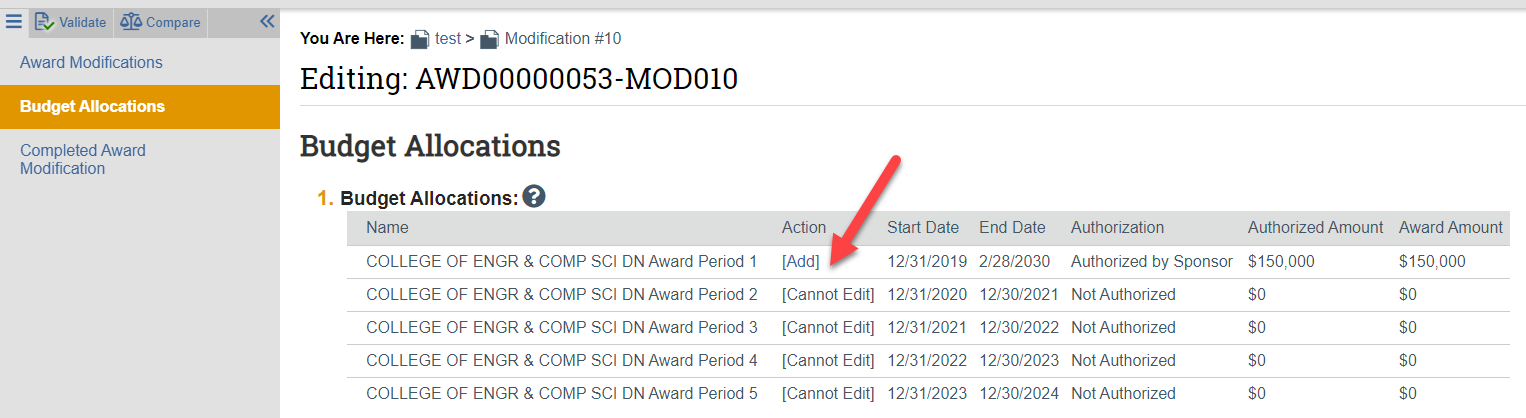 Validate Compare
You Are Here: test > Modification #10
Award Modifications
Editing: AWD00000053-MOD010
Budget Allocations
Completed Award
Modification
Budget Allocations
1. Budget Allocations: ?
Name Action Start Date End Date Authorization Authorized Amount Award Amount
COLLEGE OF ENGR & COMP SCI DN Award Period 1 [Add] 12/31/2019 2/28/2030 Authorized by Sponsor $150,000 $150,000
COLLEGE OF ENGR & COMP SCI DN Award Period 2 [Cannot Edit] 12/31/2020 12/30/2021 Not Authorized $0 $0
COLLEGE OF ENGR & COMP SCI DN Award Period 3 [Cannot Edit] 12/31/2021 12/30/2022 Not Authorized $0 $0
COLLEGE OF ENGR & COMP SCI DN Award Period 4 [Cannot Edit] 12/31/2022 12/30/2023 Not Authorized $0 $0
COLLEGE OF ENGR & COMP SCI DN Award Period 5 [Cannot Edit] 12/31/2023 12/30/2024 Not Authorized $0 $0